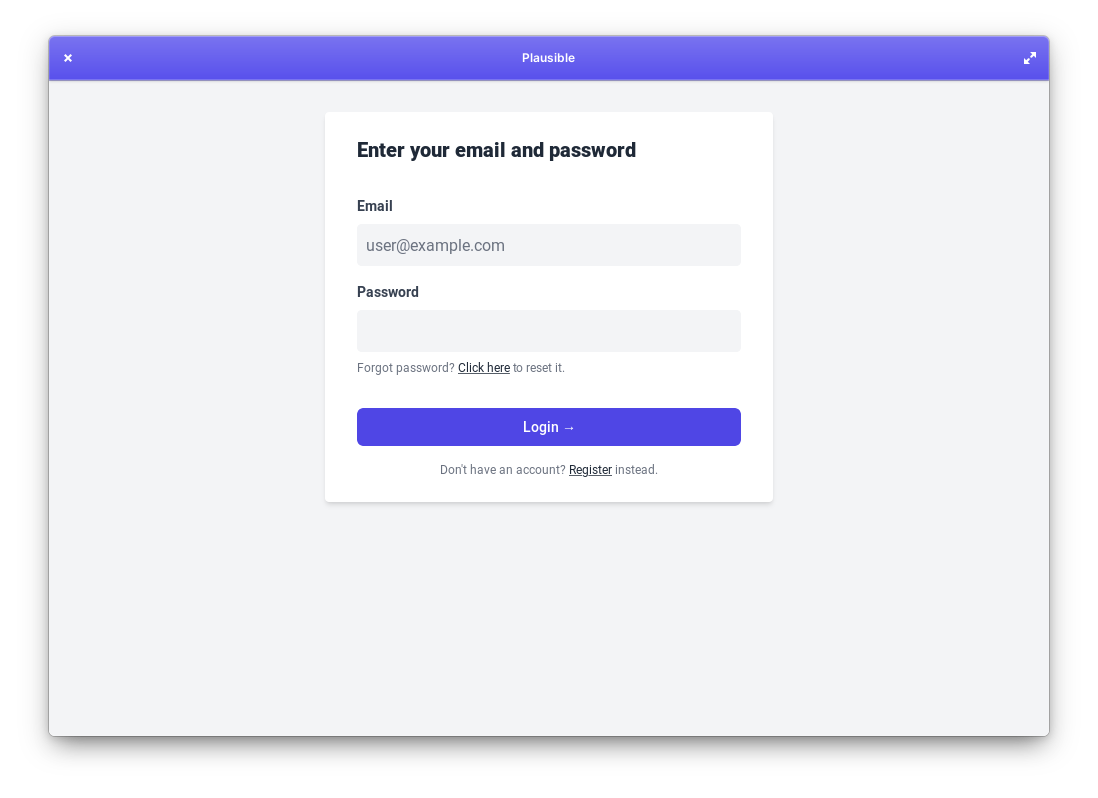 Plausible
Enter your email and password
Email
user@example.com
Password
Forgot password? Click here to reset it.
Login →
Don't have an account? Register instead.